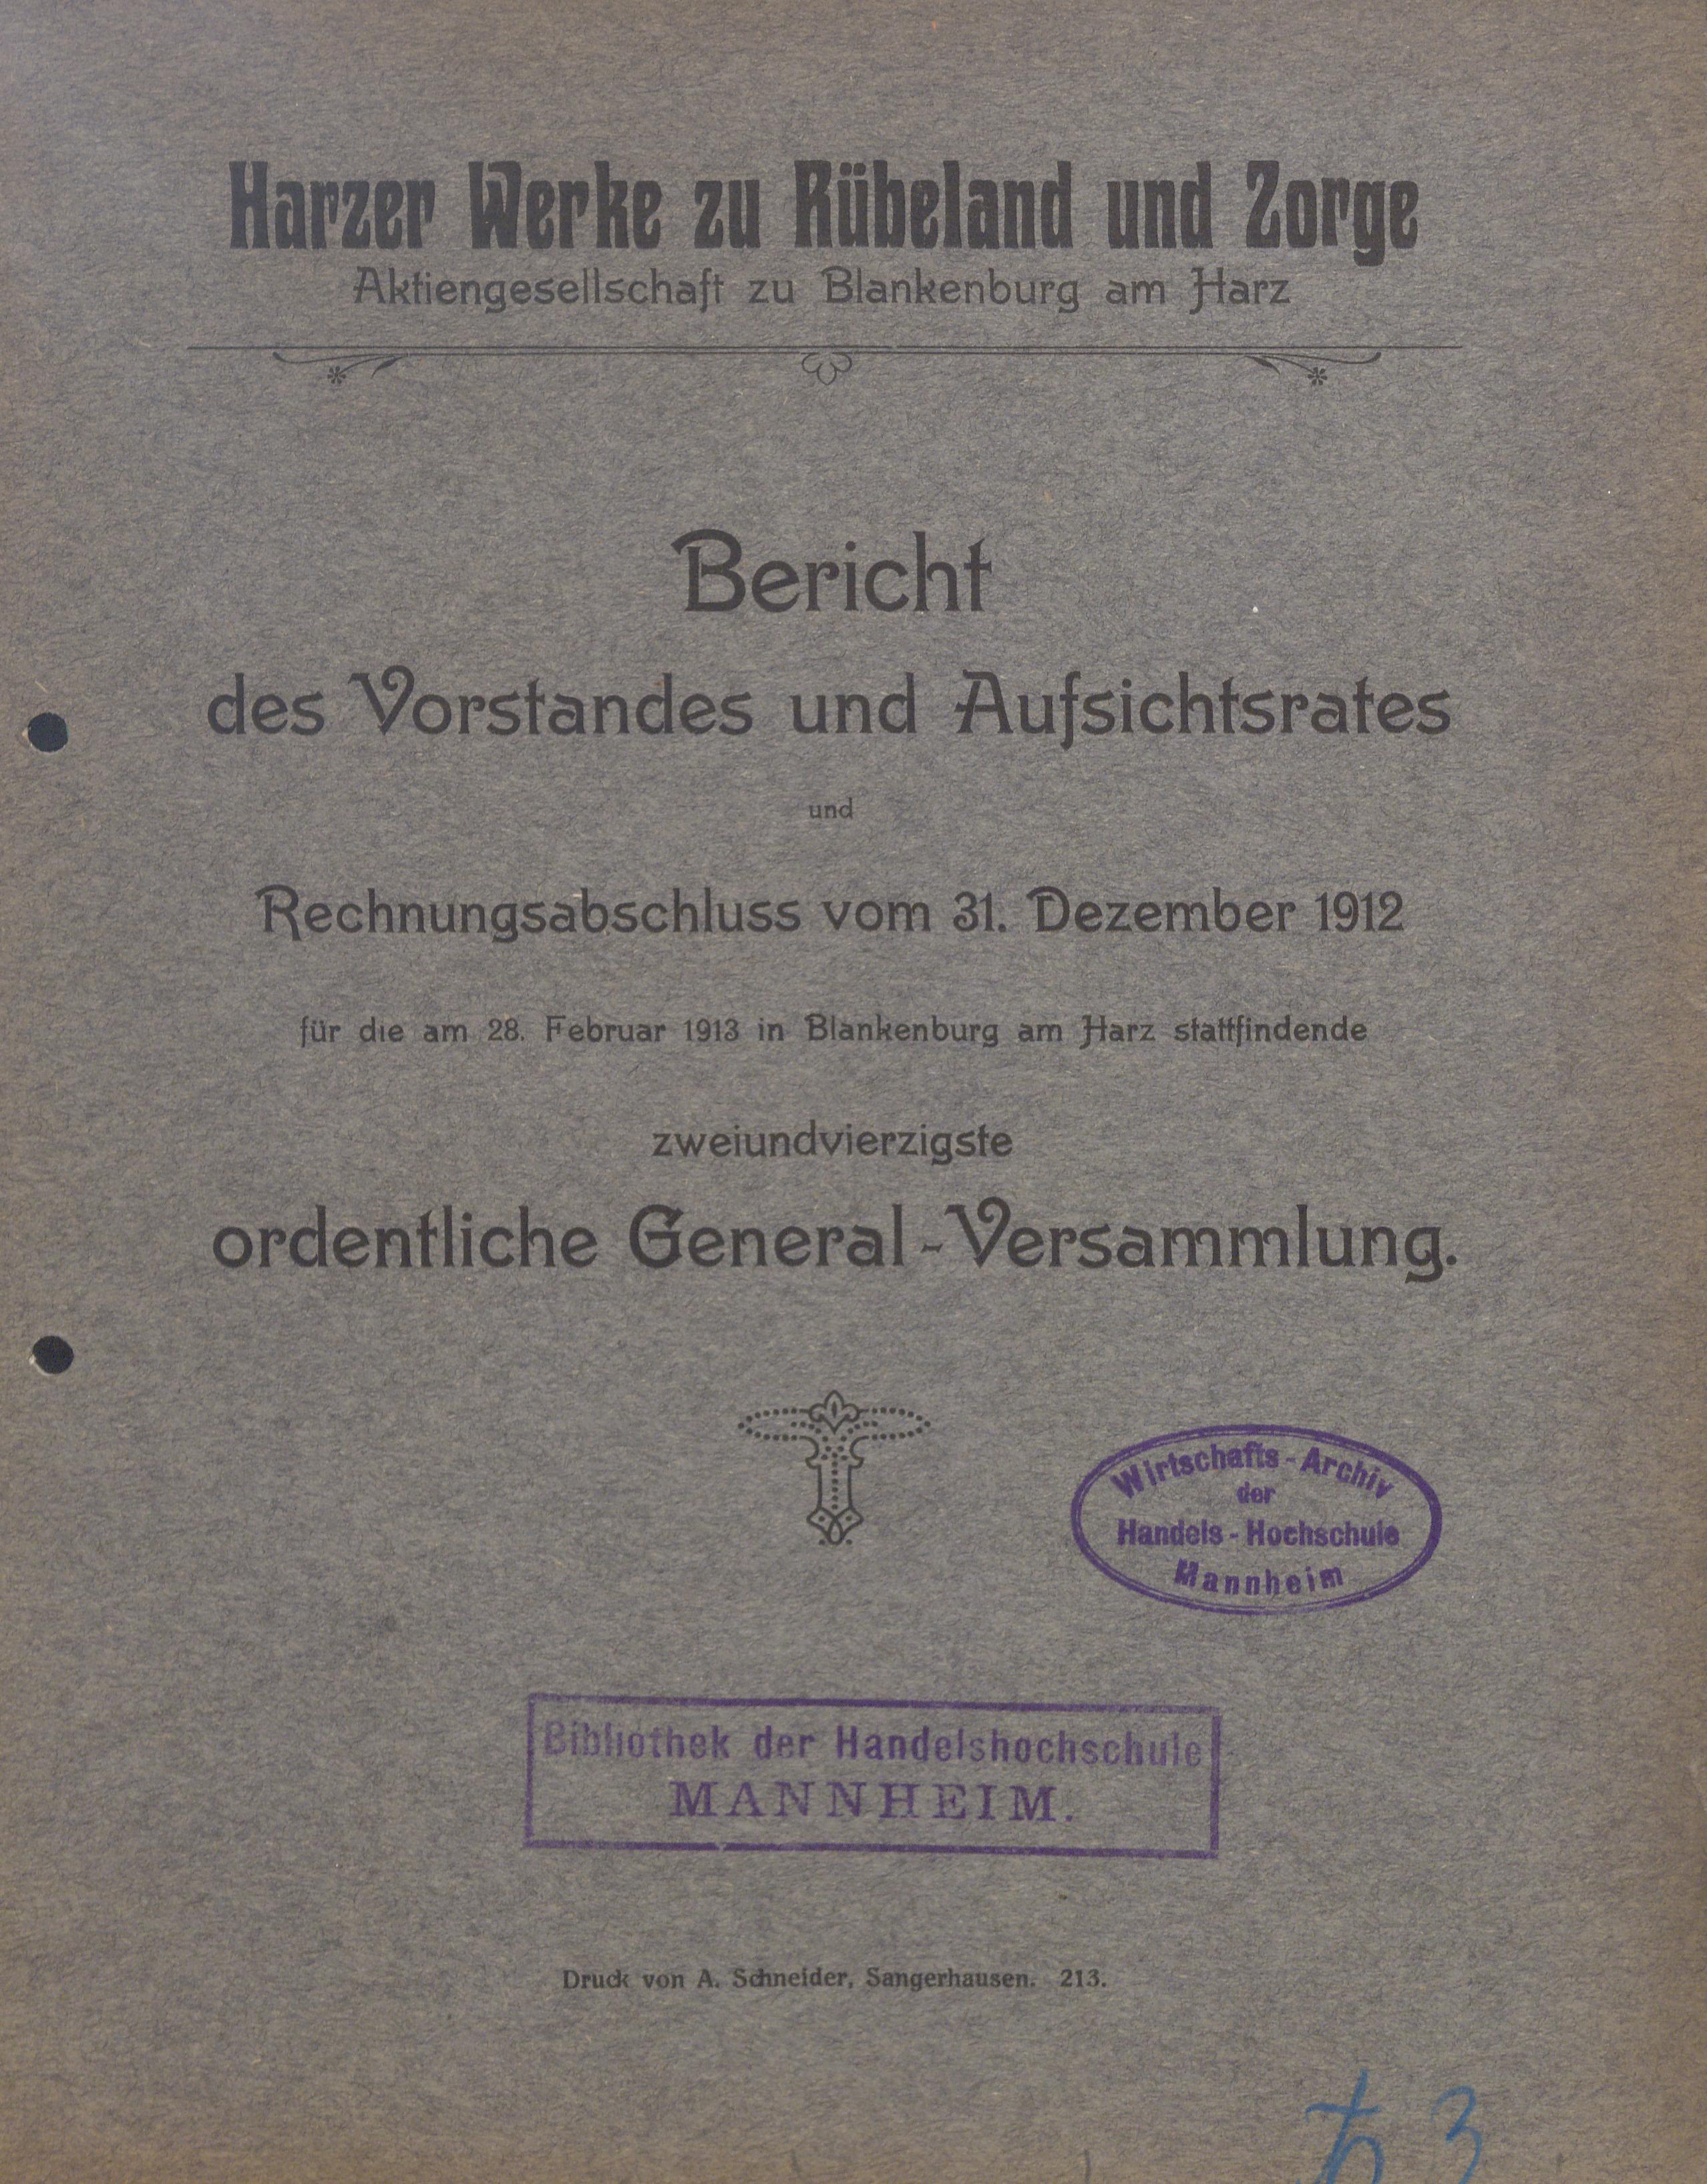 Harzer Werke zu Rübeland und Zorge
Aktiengesellschaft zu Blankenburg am Harz
Bericht
des Vorstandes und Aufsichtsrates
und
Rechnungsabschluss vom 31. Dezember 1912
für die am 28. Februar 1913 in Blankenburg am Harz stattfindende
zweiundvierzigste
ordentliche General-Versammlung.
Wirtschafts-Archiv
der
Handels-Hochschule
Mannheim
Bibliothek der Handelshochschule
MANNHEIM.
Druck von A. Schneider, Sangerhausen. 213.